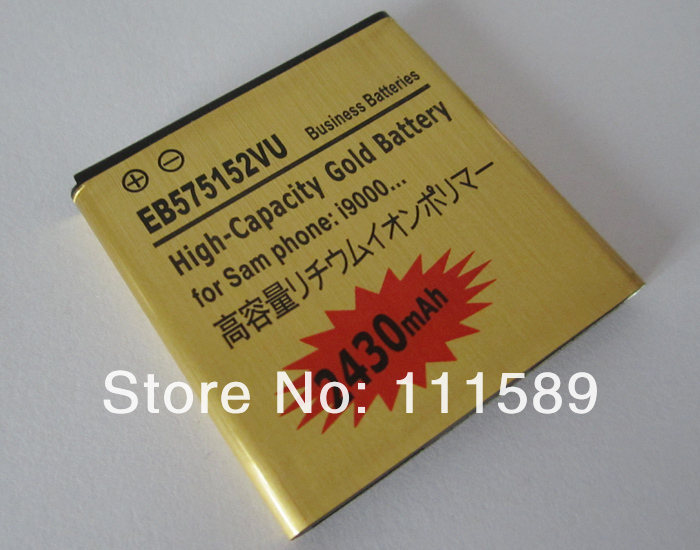 EB575152VU Business Batteries
High-Capacity Gold Battery
for Sam phone: i9000...
高容量リチウムイオンポリマー
2430mAh
Store No: 111589